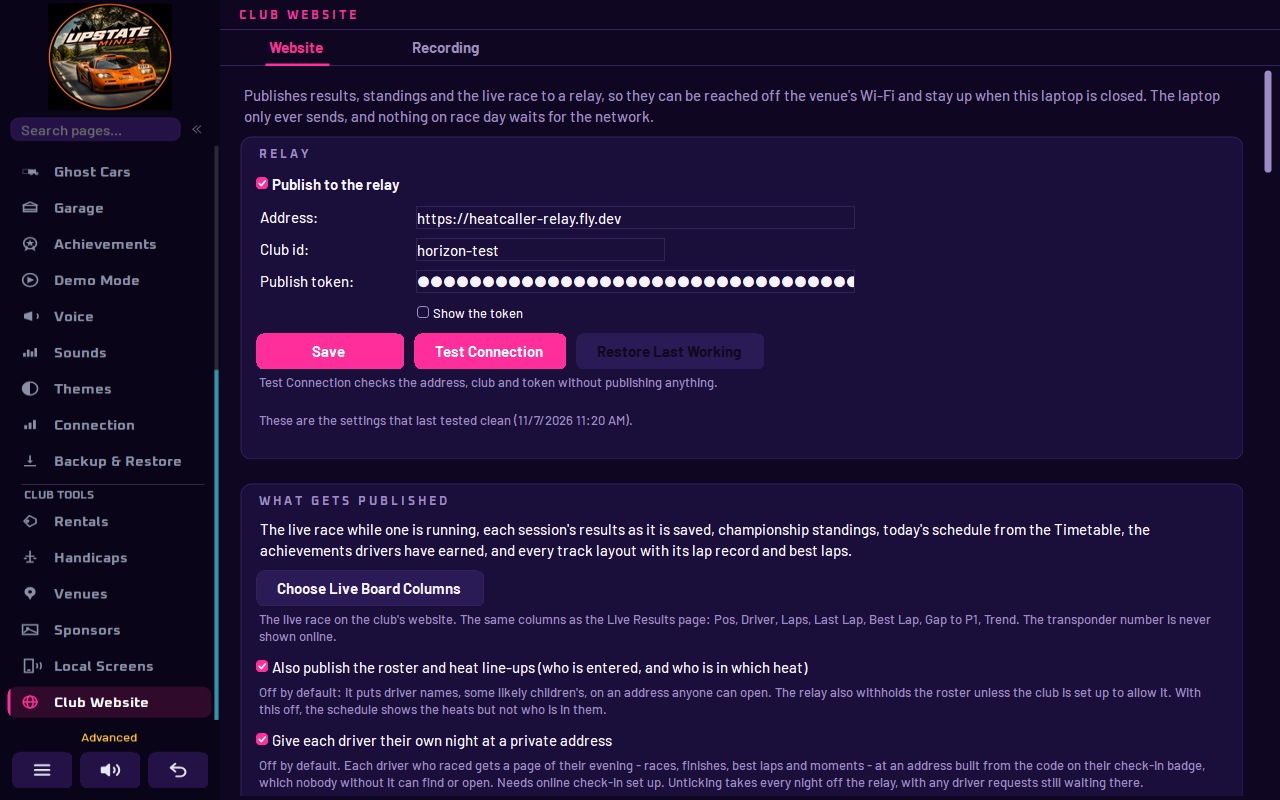 UPSTATE
MINIZ
Search pages...
Ghost Cars
Garage
Achievements
Demo Mode
Voice
Sounds
Themes
Connection
Backup & Restore
CLUB TOOLS
Rentals
Handicaps
Venues
Sponsors
Local Screens
Club Website
Advanced
CLUB WEBSITE
Website
Recording
Publishes results, standings and the live race to a relay, so they can be reached off the venue's Wi-Fi and stay up when this laptop is closed. The laptop
only ever sends, and nothing on race day waits for the network.
RELAY
Publish to the relay
Address:
https://heatcaller-relay.fly.dev
Club id:
horizon-test
Publish token:
Show the token
Save
Test Connection
Restore Last Working
Test Connection checks the address, club and token without publishing anything.
These are the settings that last tested clean (11/7/2026 11:20 AM).
WHAT GETS PUBLISHED
The live race while one is running, each session's results as it is saved, championship standings, today's schedule from the Timetable, the
achievements drivers have earned, and every track layout with its lap record and best laps.
Choose Live Board Columns
The live race on the club's website. The same columns as the Live Results page: Pos, Driver, Laps, Last Lap, Best Lap, Gap to P1, Trend. The transponder number is never
shown online.
Also publish the roster and heat line-ups (who is entered, and who is in which heat)
Off by default: it puts driver names, some likely children's, on an address anyone can open. The relay also withholds the roster unless the club is set up to allow it. With
this off, the schedule shows the heats but not who is in them.
Give each driver their own night at a private address
Off by default. Each driver who raced gets a page of their evening - races, finishes, best laps and moments - at an address built from the code on their check-in badge,
which nobody without it can find or open. Needs online check-in set up. Unticking takes every night off the relay, with any driver requests still waiting there.